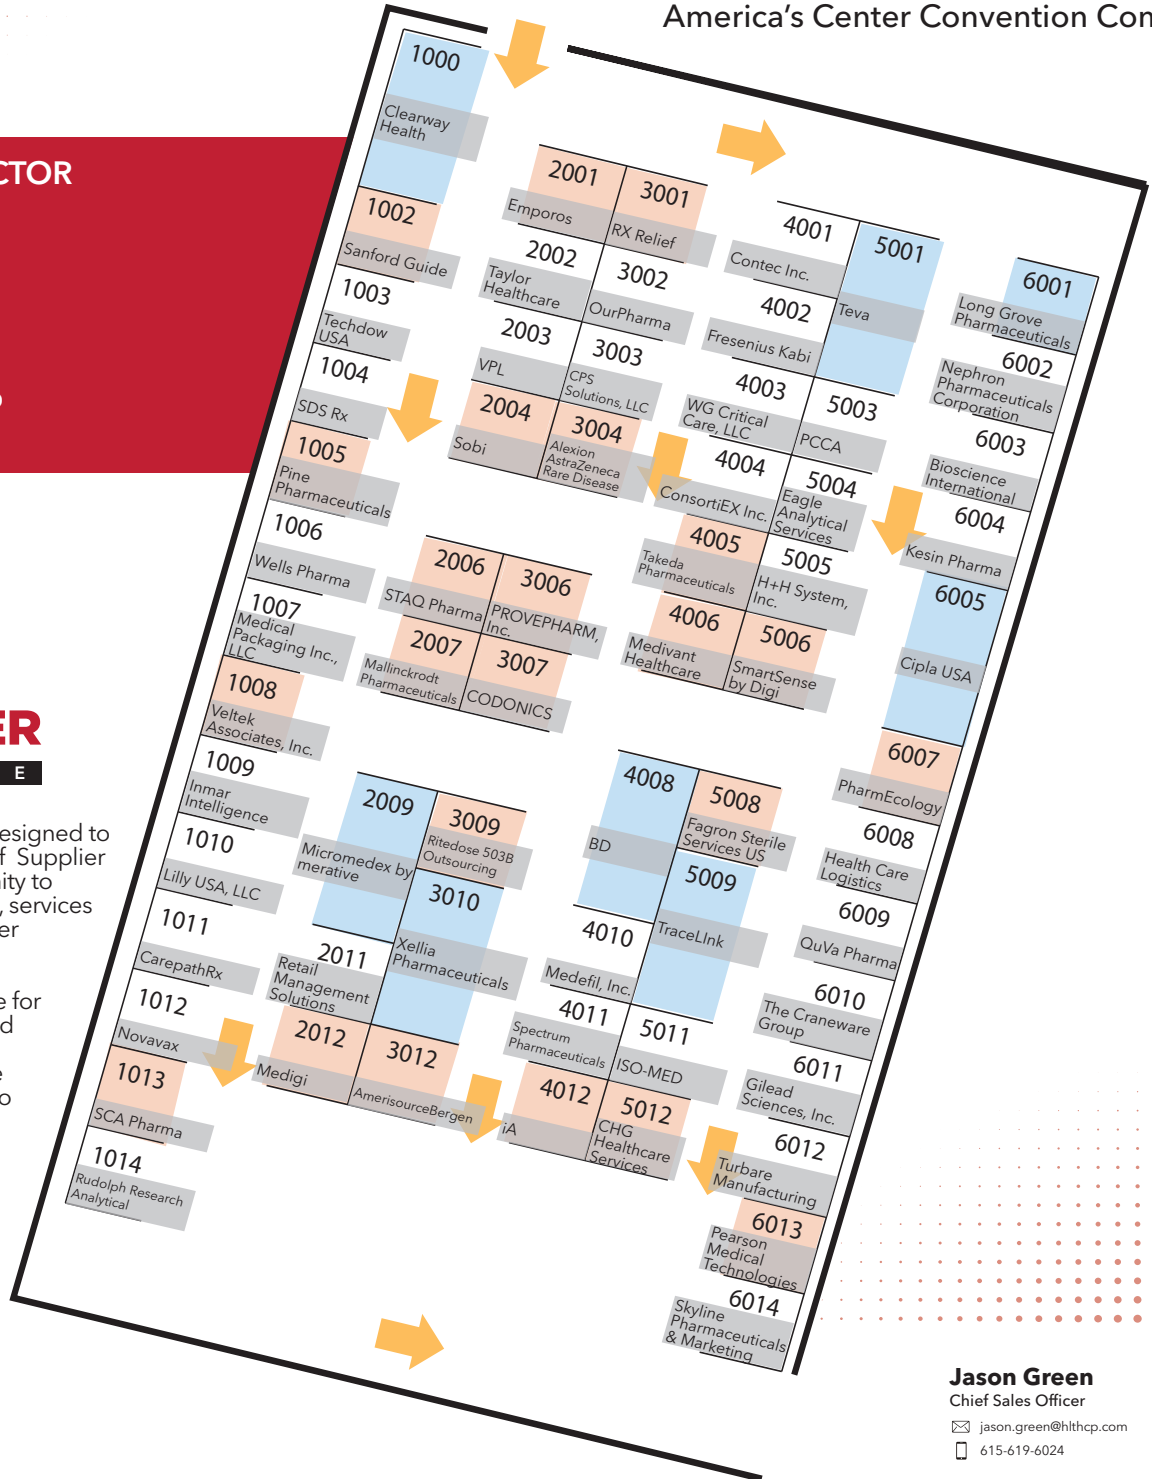 America's Center Convention Con
CTOR
ER
E
esigned to
f Supplier
ity to
, services
er
e for
d
e
o
1000
Clearway
Health
1002
Sanford Guide
1003
Techdow
USA
1004
SDS Rx
1005
Pine
Pharmaceuticals
1006
Wells Pharma
1007
Medical
Packaging Inc.,
LLC
1008
Veltek
Associates, Inc.
1009
Inmar
Intelligence
1010
Lilly USA, LLC
1011
CarepathRx
1012
Novavax
1013
SCA Pharma
1014
Rudolph Research
Analytical
2001
Emporos
2002
Taylor
Healthcare
2003
VPL
2004
Sobi
3001
RX Relief
3002
OurPharma
3003
CPS
Solutions, LLC
3004
Alexion
AstraZeneca
Rare Disease
2006
STAQ Pharma
2007
Mallinckrodt
Pharmaceuticals
3006
PROVEPHARM,
Inc.
3007
CODONICS
2009
Micromedex by
merative
2011
Retail
Management
Solutions
2012
Medigi
3009
Ritedose 503B
Outsourcing
3010
Xellia
Pharmaceuticals
3012
AmerisourceBergen
4001
Contec Inc.
4002
Fresenius Kabi
4003
WG Critical
Care, LLC
4004
ConsortiEX Inc.
4005
Takeda
Pharmaceuticals
4006
Medivant
Healthcare
5001
Teva
5003
PCCA
5004
Eagle
Analytical
Services
5005
H+H System,
Inc.
5006
SmartSense
by Digi
4008
BD
4010
Medefil, Inc.
4011
Spectrum
Pharmaceuticals
4012
iA
5008
Fagron Sterile
Services US
5009
TraceLInk
5011
ISO-MED
5012
CHG
Healthcare
Services
6001
Long Grove
Pharmaceuticals
6002
Nephron
Pharmaceuticals
Corporation
6003
Bioscience
International
6004
Kesin Pharma
6005
Cipla USA
6007
PharmEcology
6008
Health Care
Logistics
6009
QuVa Pharma
6010
The Craneware
Group
6011
Gilead
Sciences, Inc.
6012
Turbare
Manufacturing
6013
Pearson
Medical
Technologies
6014
Skyline
Pharmaceuticals
& Marketing
Jason Green
Chief Sales Officer
jason.green@hlthcp.com
615-619-6024